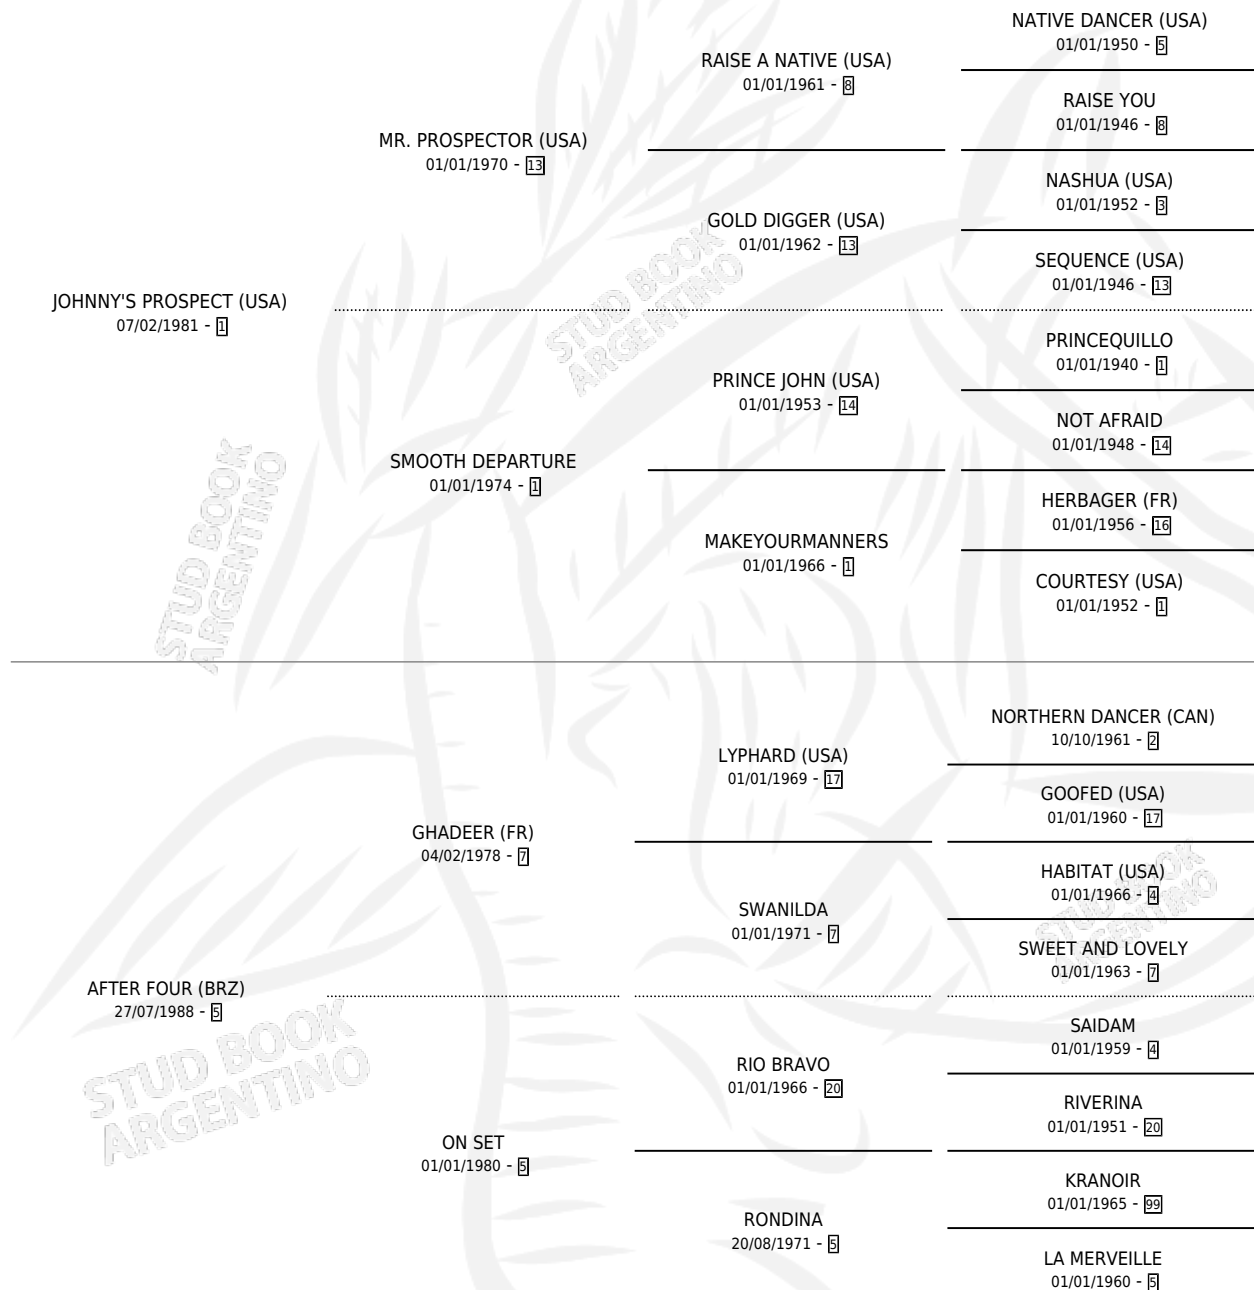 NATIVE DANCER (USA)
01/01/1950 - 5
RAISE A NATIVE (USA)
01/01/1961 - 8
RAISE YOU
01/01/1946 - 8
MR. PROSPECTOR (USA)
01/01/1970 - 13
NASHUA (USA)
01/01/1952 - 3
GOLD DIGGER (USA)
01/01/1962 - 13
SEQUENCE (USA)
01/01/1946 - 13
JOHNNY'S PROSPECT (USA)
07/02/1981 - 1
PRINCEQUILLO
01/01/1940 - 1
PRINCE JOHN (USA)
01/01/1953 - 14
NOT AFRAID
01/01/1948 - 14
SMOOTH DEPARTURE
01/01/1974 - 1
HERBAGER (FR)
01/01/1956 - 16
MAKEYOURMANNERS
01/01/1966 - 1
COURTESY (USA)
01/01/1952 - 1
NORTHERN DANCER (CAN)
10/10/1961 - 2
LYPHARD (USA)
01/01/1969 - 17
GOOFED (USA)
01/01/1960 - 17
GHADEER (FR)
04/02/1978 - 7
HABITAT (USA)
01/01/1966 - 4
SWANILDA
01/01/1971 - 7
SWEET AND LOVELY
01/01/1963 - 7
AFTER FOUR (BRZ)
27/07/1988 - 5
SAIDAM
01/01/1959 - 4
RIO BRAVO
01/01/1966 - 20
RIVERINA
01/01/1951 - 20
ON SET
01/01/1980 - 5
KRANOIR
01/01/1965 - 99
RONDINA
20/08/1971 - 5
LA MERVEILLE
01/01/1960 - 5
STUD BOOK
ARGENTINO
STUD BOOK
ARGENTINO
STUD BOOK
ARGENTINO
STUD BOOK
ARGENTINO